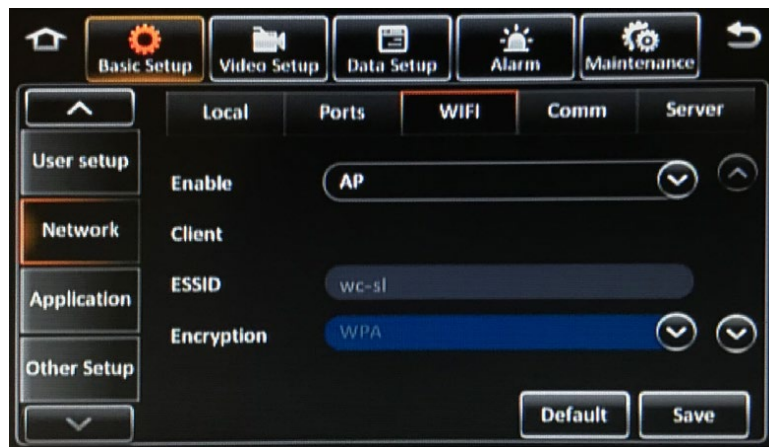 Basic Setup
Video Setup
Data Setup
Alarm
Maintenance
Local
Ports
WIFI
Comm
Server
User setup
Enable
AP
Network
Client
ESSID
wc-sl
Application
Encryption
WPA
Other Setup
Default
Save